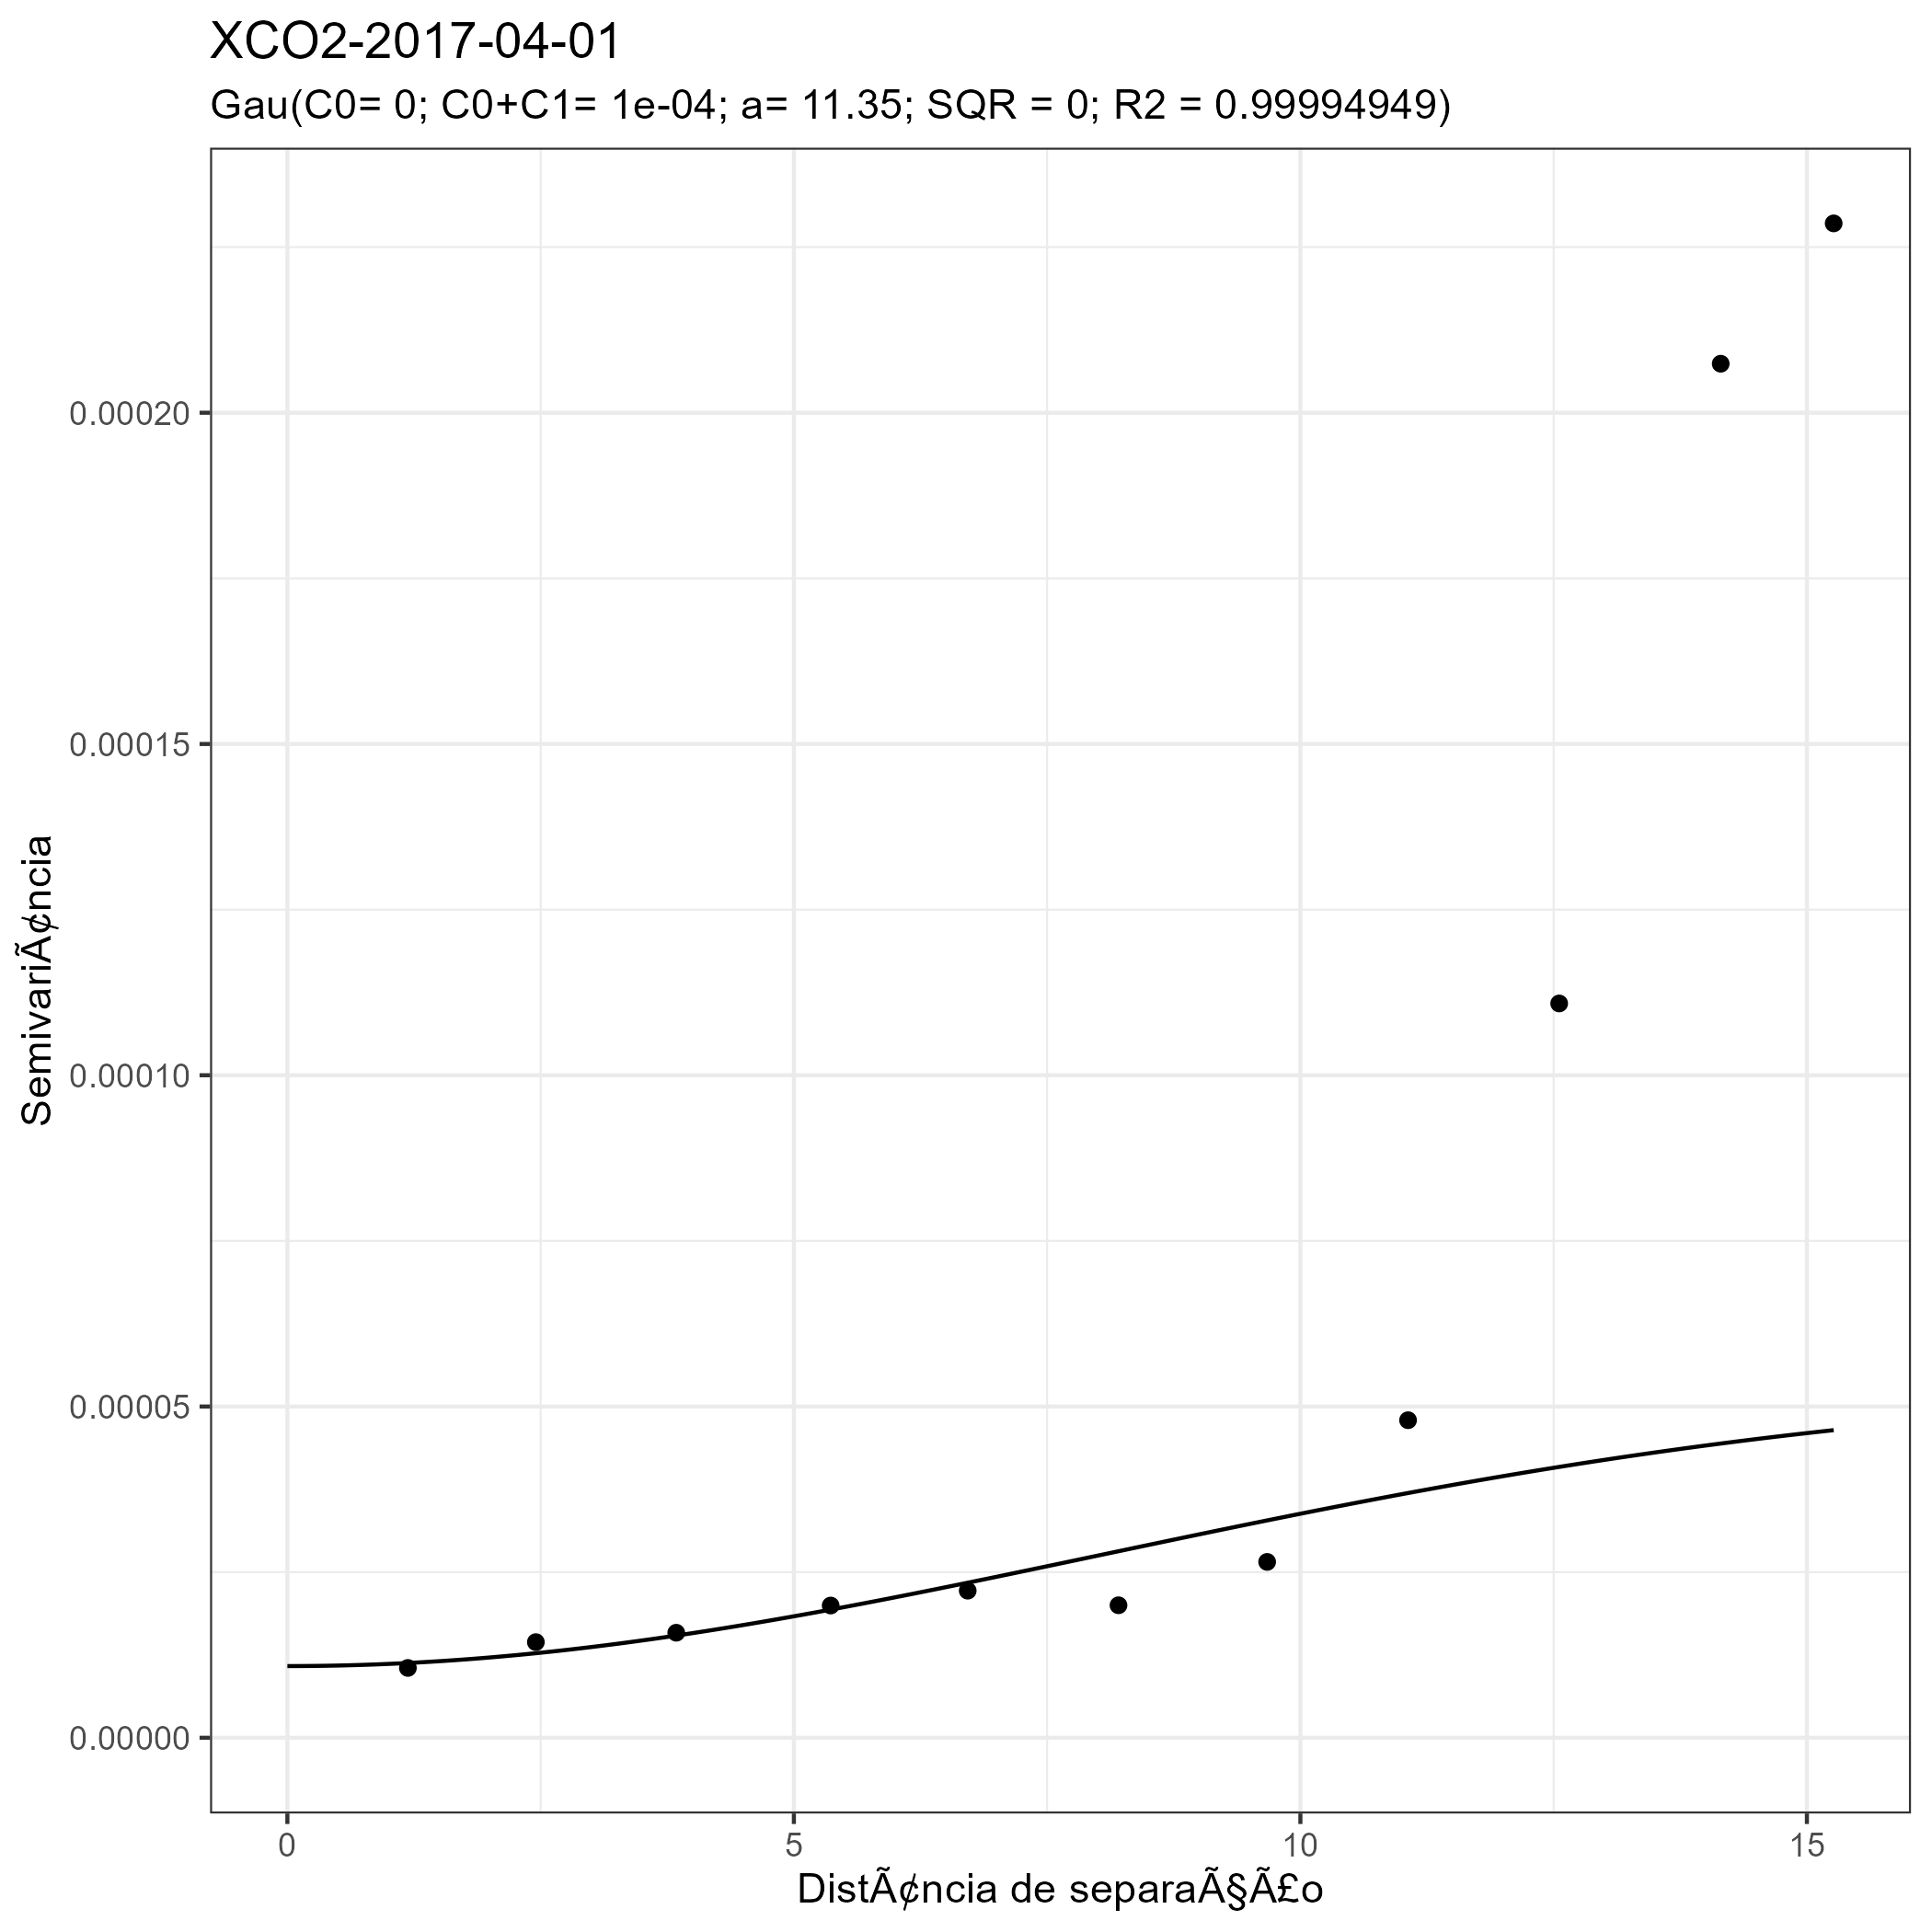 XCO2-2017-04-01
Gau(C0= 0; C0+C1= 1e-04; a= 11.35; SQR = 0; R2 = 0.99994949)
SemivariÃ¢ncia
0.00020
0.00015
0.00010
0.00005
0.00000
0 5 10 15
DistÃ¢ncia de separaÃ§Ã£o